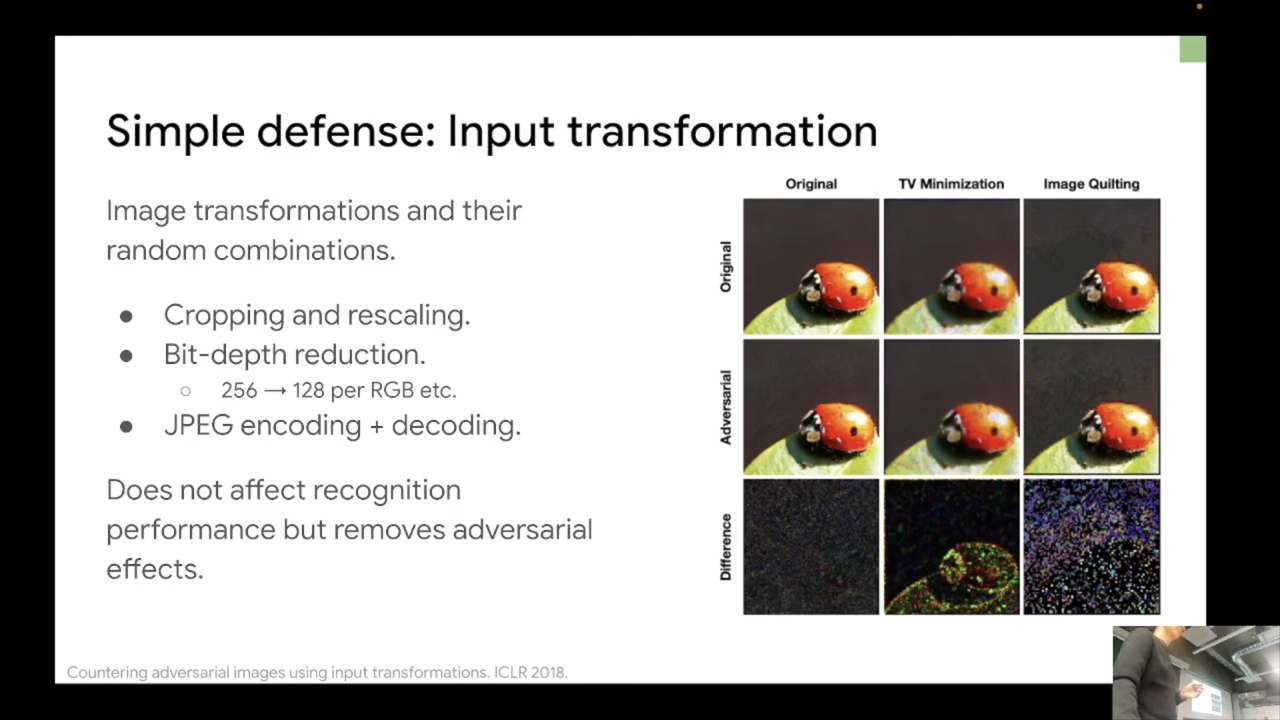 Simple defense: Input transformation
Image transformations and their
random combinations.
● Cropping and rescaling.
● Bit-depth reduction.
○ 256 → 128 per RGB etc.
● JPEG encoding + decoding.
Does not affect recognition
performance but removes adversarial
effects.
Original TV Minimization Image Quilting
Original
Adversarial
Difference
Countering adversarial images using input transformations. ICLR 2018.